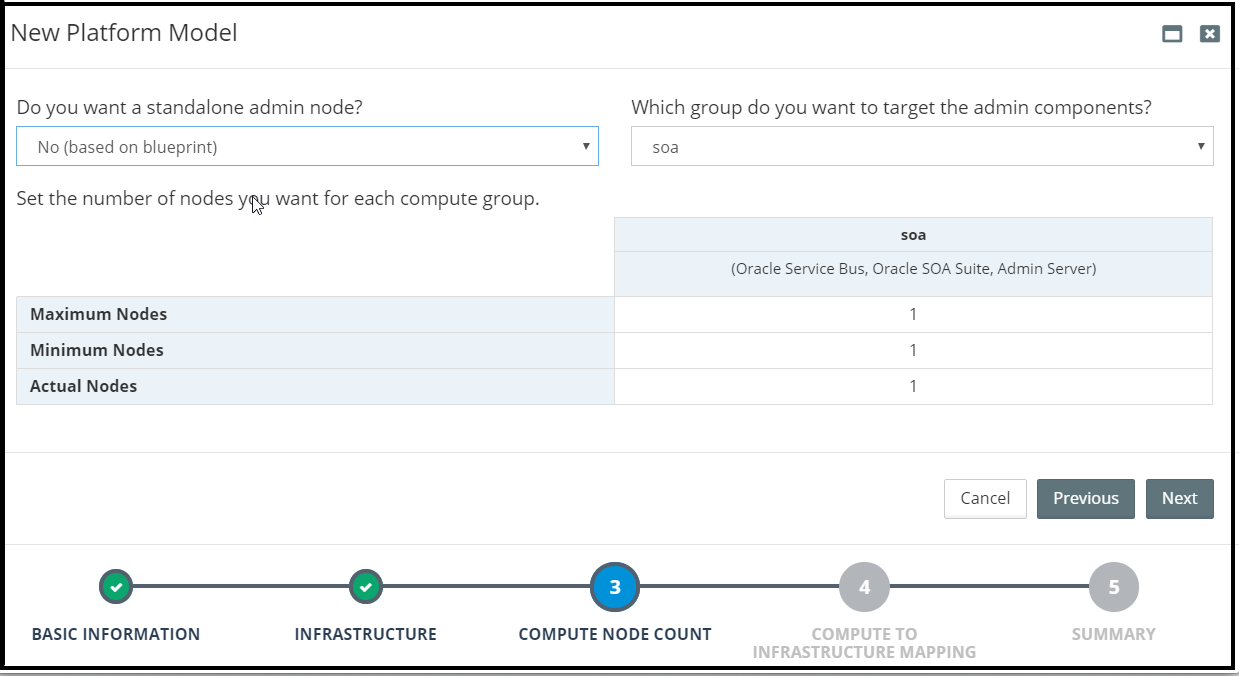 New Platform Model
Do you want a standalone admin node?
Which group do you want to target the admin components?
No (based on blueprint)
soa
Set the number of nodes you want for each compute group.
soa
(Oracle Service Bus, Oracle SOA Suite, Admin Server)
Maximum Nodes 1
Minimum Nodes 1
Actual Nodes 1
Cancel Previous Next
3 4 5
BASIC INFORMATION INFRASTRUCTURE COMPUTE NODE COUNT COMPUTE TO SUMMARY
INFRASTRUCTURE MAPPING